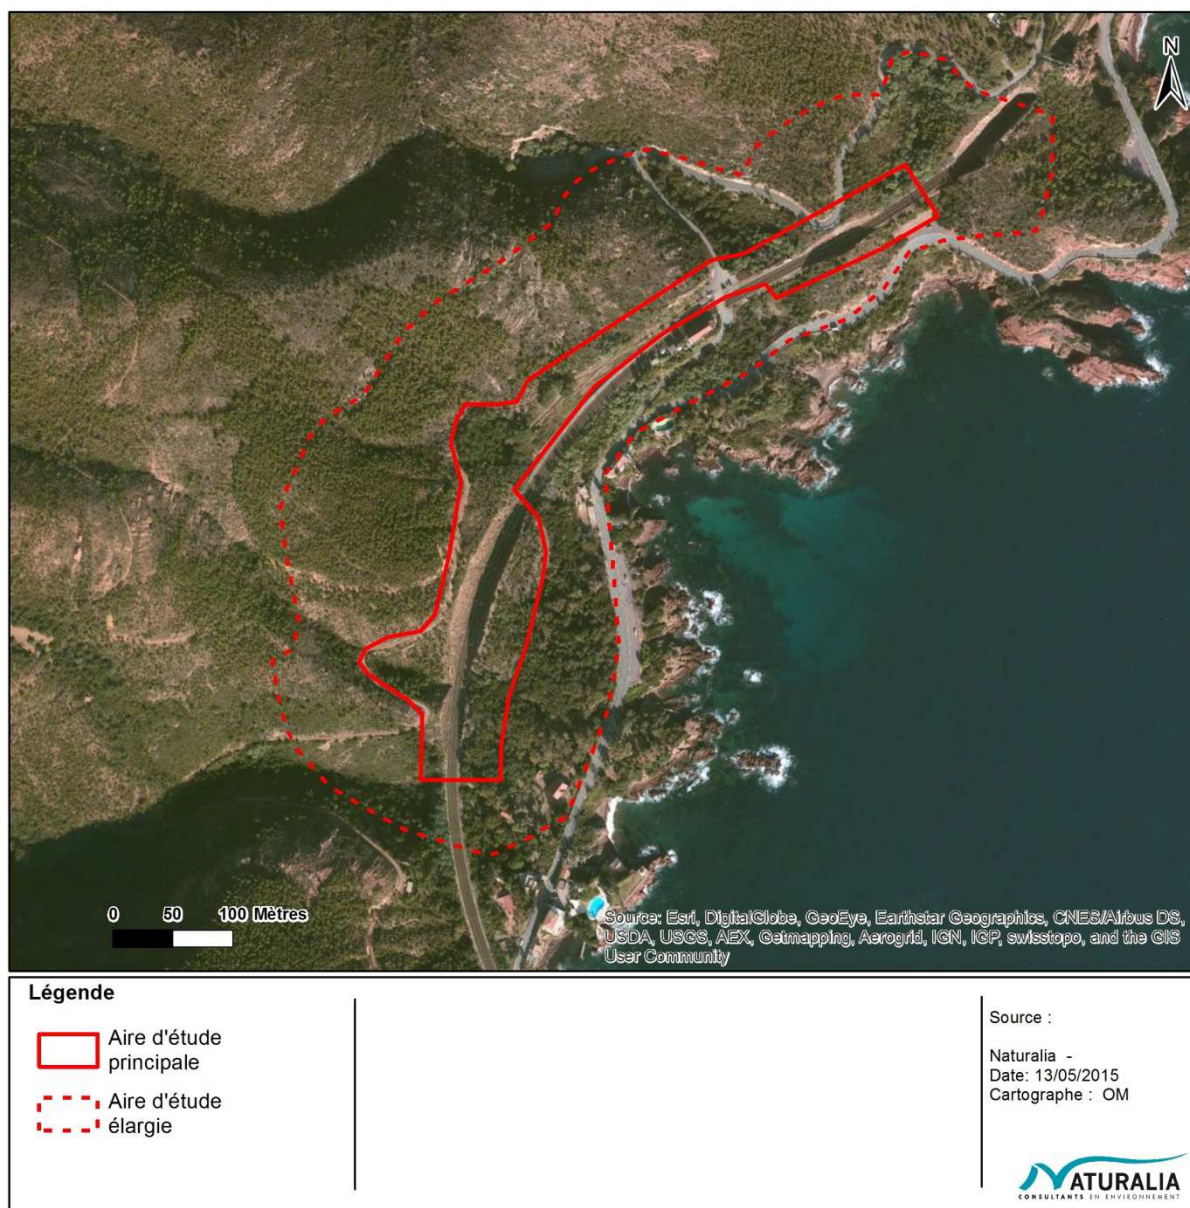 N
0 50 100 Mètres
Source: Esri, DigitalGlobe, GeoEye, Earthstar Geographics, CNES/Airbus DS,
USDA, USGS, AEX, Getmapping, Aerogrid, IGN, IGP, swisstopo, and the GIS
User Community
Légende
Aire d'étude
principale
Aire d'étude
élargie
Source :
Naturalia -
Date: 13/05/2015
Cartographe : OM
NATURALIA
CONSULTANTS EN ENVIRONNEMENT